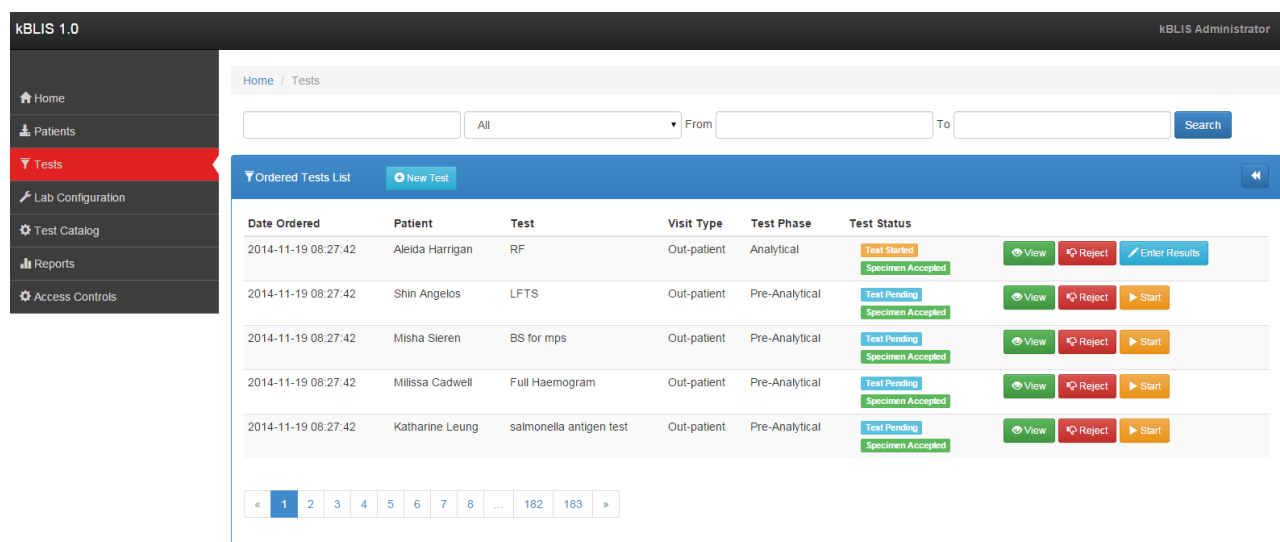 kBLIS 1.0 kBLIS Administrator
Home
Patients
Tests
Lab Configuration
Test Catalog
Reports
Access Controls
Home / Tests
All From To Search
Ordered Tests List New Test
Date Ordered Patient Test Visit Type Test Phase Test Status
2014-11-19 08:27:42 Aleida Harrigan RF Out-patient Analytical Test Started View Reject Enter Results
Specimen Accepted
2014-11-19 08:27:42 Shin Angelos LFTS Out-patient Pre-Analytical Test Pending View Reject Start
Specimen Accepted
2014-11-19 08:27:42 Misha Sieren BS for mps Out-patient Pre-Analytical Test Pending View Reject Start
Specimen Accepted
2014-11-19 08:27:42 Milissa Cadwell Full Haemogram Out-patient Pre-Analytical Test Pending View Reject Start
Specimen Accepted
2014-11-19 08:27:42 Katharine Leung salmonella antigen test Out-patient Pre-Analytical Test Pending View Reject Start
Specimen Accepted
« 1 2 3 4 5 6 7 8 ... 182 183 »